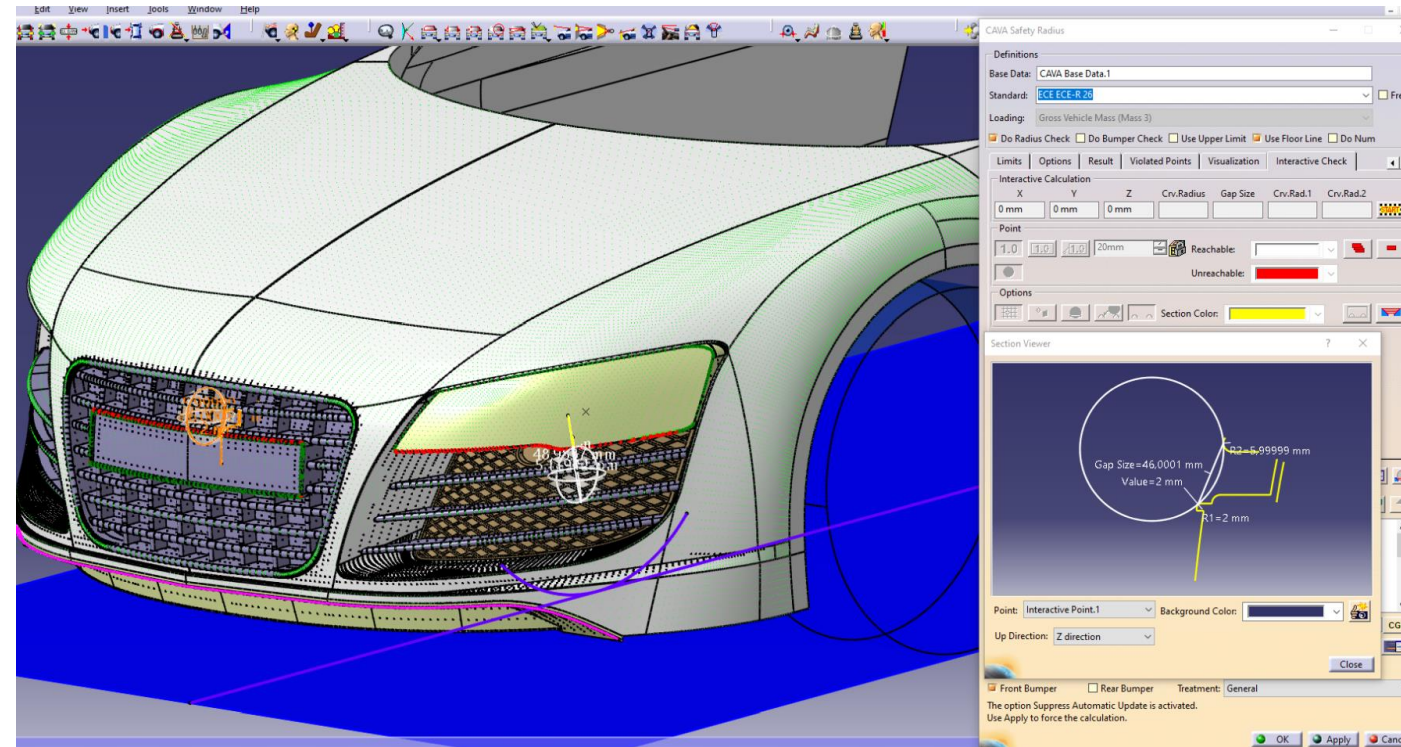 Edit View Insert Tools Window Help
CAVA Safety Radius
Definitions
Base Data: CAVA Base Data.1
Standard: ECE ECE-R 26 Fre
Loading: Gross Vehicle Mass (Mass 3)
Do Radius Check Do Bumper Check Use Upper Limit Use Floor Line Do Num
Limits Options Result Violated Points Visualization Interactive Check
Interactive Calculation
X Y Z Crv.Radius Gap Size Crv.Rad.1 Crv.Rad.2
0 mm 0 mm 0 mm START
Point
1.0 1.0 1.0 20mm Reachable:
Unreachable:
Options
Section Color:
Section Viewer ? ×
R2=5,99999 mm
Gap Size=46,0001 mm
Value=2 mm
R1=2 mm
Point: Interactive Point.1 Background Color:
Up Direction: Z direction
CG
Close
Front Bumper Rear Bumper Treatment: General
The option Suppress Automatic Update is activated.
Use Apply to force the calculation.
OK Apply Canc